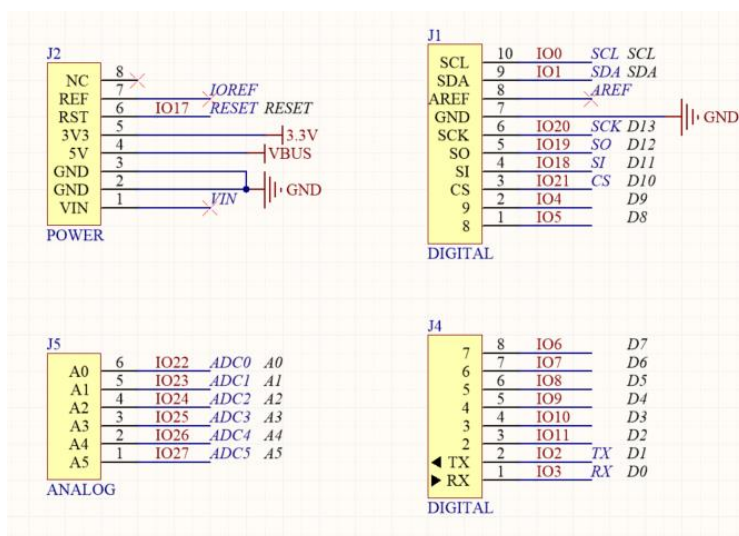 J2
NC 8
REF 7 IOREF
RST 6 IO17 RESET RESET
3V3 5 3.3V
5V 4 VBUS
GND 3
GND 2 GND
VIN 1 VIN
POWER
J1
SCL 10 IO0 SCL SCL
SDA 9 IO1 SDA SDA
AREF 8 AREF
GND 7 GND
SCK 6 IO20 SCK D13
SO 5 IO19 SO D12
SI 4 IO18 SI D11
CS 3 IO21 CS D10
9 2 IO4 D9
8 1 IO5 D8
DIGITAL
J5
A0 6 IO22 ADC0 A0
A1 5 IO23 ADC1 A1
A2 4 IO24 ADC2 A2
A3 3 IO25 ADC3 A3
A4 2 IO26 ADC4 A4
A5 1 IO27 ADC5 A5
ANALOG
J4
7 8 IO6 D7
6 7 IO7 D6
5 6 IO8 D5
4 5 IO9 D4
3 4 IO10 D3
2 3 IO11 D2
TX 2 IO2 TX D1
RX 1 IO3 RX D0
DIGITAL